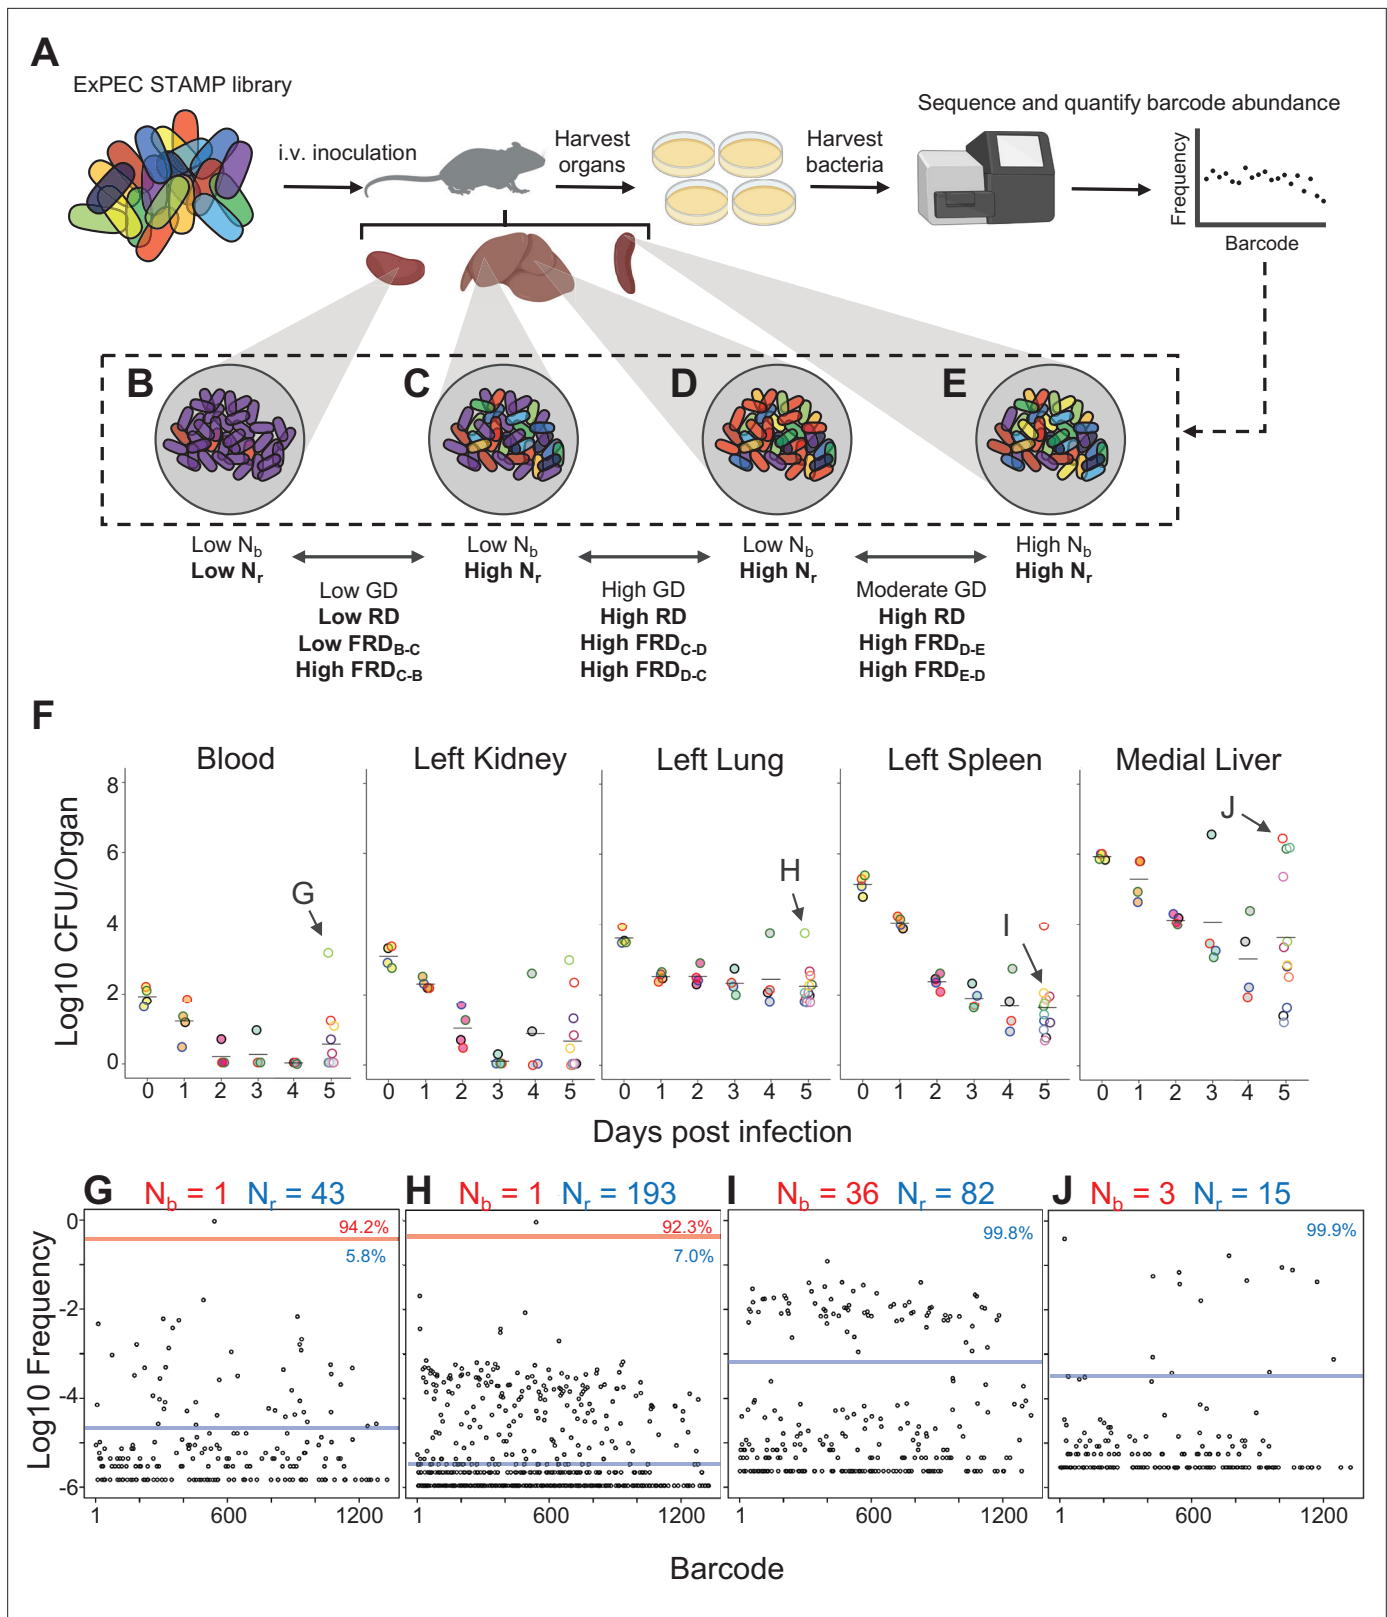 A
ExPEC STAMP library
i.v. inoculation
Harvest
organs
Harvest
bacteria
Sequence and quantify barcode abundance
Frequency
Barcode
B
C
D
E
Low Nb
Low Nr
Low Nb
High Nr
Low Nb
High Nr
High Nb
High Nr
Low GD
Low RD
Low FRDB-C
High FRDC-B
High GD
High RD
High FRDC-D
High FRDD-C
Moderate GD
High RD
High FRDD-E
High FRDE-D
F
Blood
Left Kidney
Left Lung
Left Spleen
Medial Liver
Log10 CFU/Organ
8
6
4
2
0
G
H
I
J
0 1 2 3 4 5
0 1 2 3 4 5
0 1 2 3 4 5
0 1 2 3 4 5
0 1 2 3 4 5
Days post infection
G Nb = 1 Nr = 43
H Nb = 1 Nr = 193
I Nb = 36 Nr = 82
J Nb = 3 Nr = 15
94.2%
5.8%
92.3%
7.0%
99.8%
99.9%
Log10 Frequency
0
-2
-4
-6
1 600 1200
1 600 1200
1 600 1200
1 600 1200
Barcode